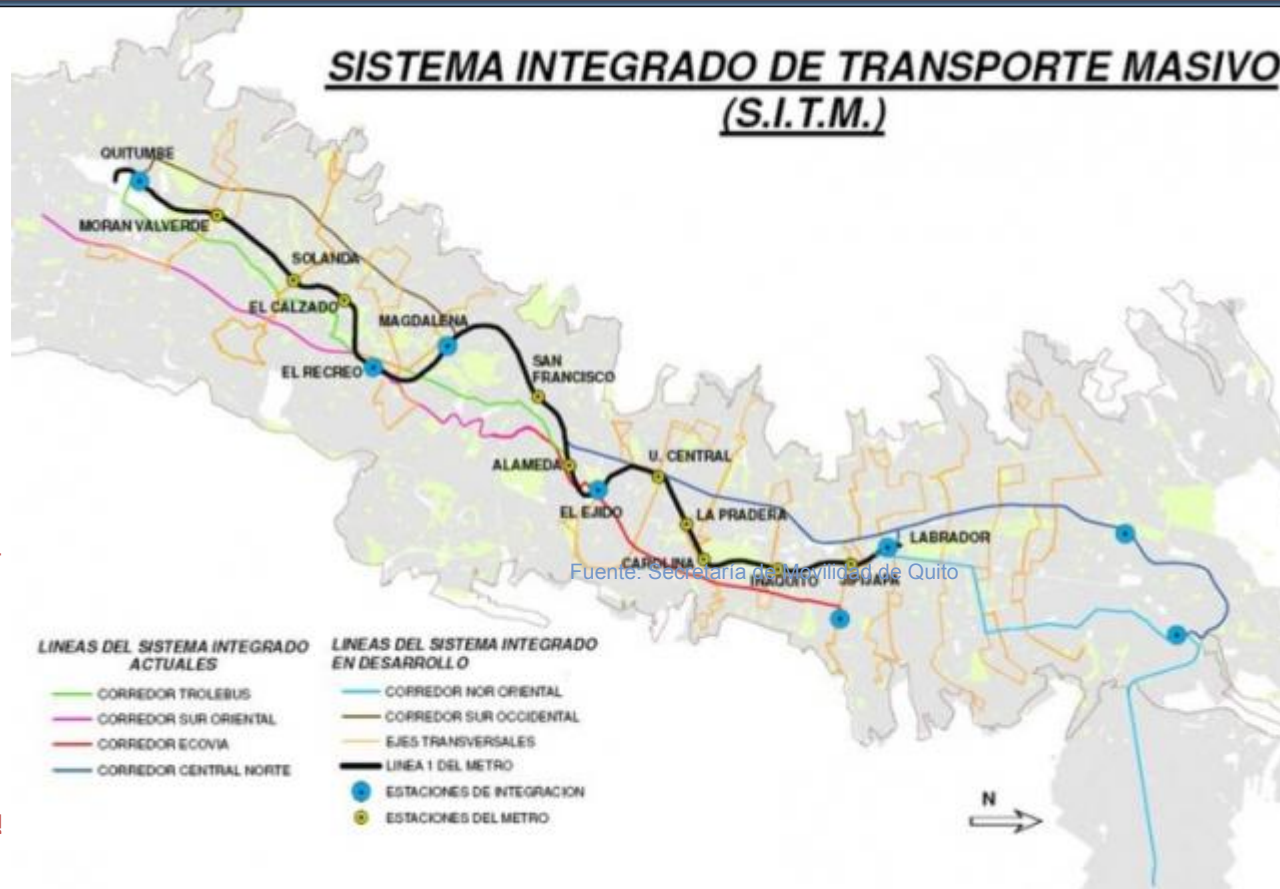 SISTEMA INTEGRADO DE TRANSPORTE MASIVO
(S.I.T.M.)
QUITUMBE
MORAN VALVERDE
SOLANDA
EL CALZADO
MAGDALENA
EL RECREO
SAN
FRANCISCO
ALAMEDA
U. CENTRAL
EL EJIDO
LA PRADERA
LABRADOR
CAROLINA
IÑAQUITO
JIPIJAPA
Fuente: Secretaría de Movilidad de Quito
LINEAS DEL SISTEMA INTEGRADO
ACTUALES
CORREDOR TROLEBUS
CORREDOR SUR ORIENTAL
CORREDOR ECOVIA
CORREDOR CENTRAL NORTE
LINEAS DEL SISTEMA INTEGRADO
EN DESARROLLO
CORREDOR NOR ORIENTAL
CORREDOR SUR OCCIDENTAL
EJES TRANSVERSALES
LINEA 1 DEL METRO
ESTACIONES DE INTEGRACION
ESTACIONES DEL METRO
N